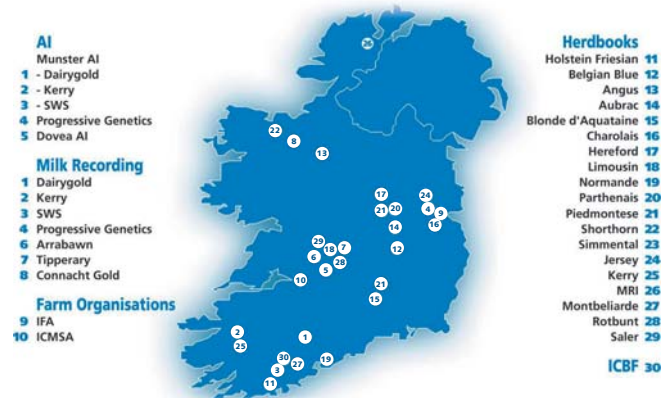 AI
Munster AI
1 - Dairygold
2 - Kerry
3 - SWS
4 Progressive Genetics
5 Dovea AI
Milk Recording
1 Dairygold
2 Kerry
3 SWS
4 Progressive Genetics
6 Arrabawn
7 Tipperary
8 Connacht Gold
Farm Organisations
9 IFA
10 ICMSA
26
22
8
13
17
24
21 20
4
9
14
16
29
18
7
12
6
28
5
10
21
15
2
1
25
30
19
27
3
11
Herdbooks
Holstein Friesian 11
Belgian Blue 12
Angus 13
Aubrac 14
Blonde d'Aquataine 15
Charolais 16
Hereford 17
Limousin 18
Normande 19
Parthenais 20
Piedmontese 21
Shorthorn 22
Simmental 23
Jersey 24
Kerry 25
MRI 26
Montbeliarde 27
Rotbunt 28
Saler 29
ICBF 30